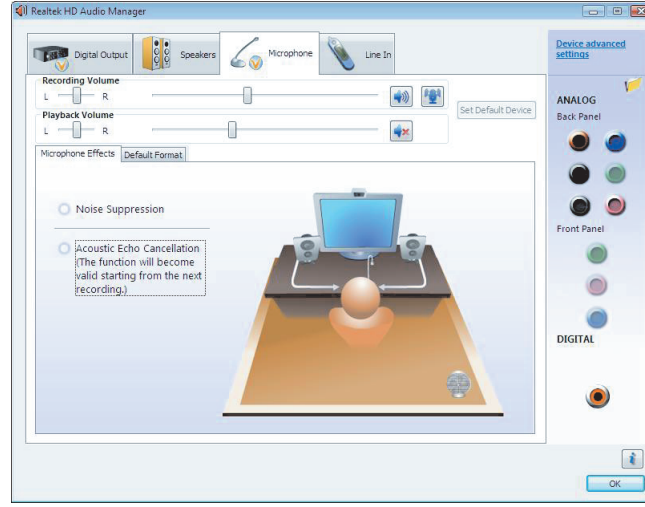 Realtek HD Audio Manager
Digital Output
Speakers
Microphone
Line In
Device advanced
settings
Recording Volume
L
R
Set Default Device
Playback Volume
L
R
Microphone Effects
Default Format
Noise Suppression
Acoustic Echo Cancellation
(The function will become
valid starting from the next
recording.)
ANALOG
Back Panel
Front Panel
DIGITAL
OK